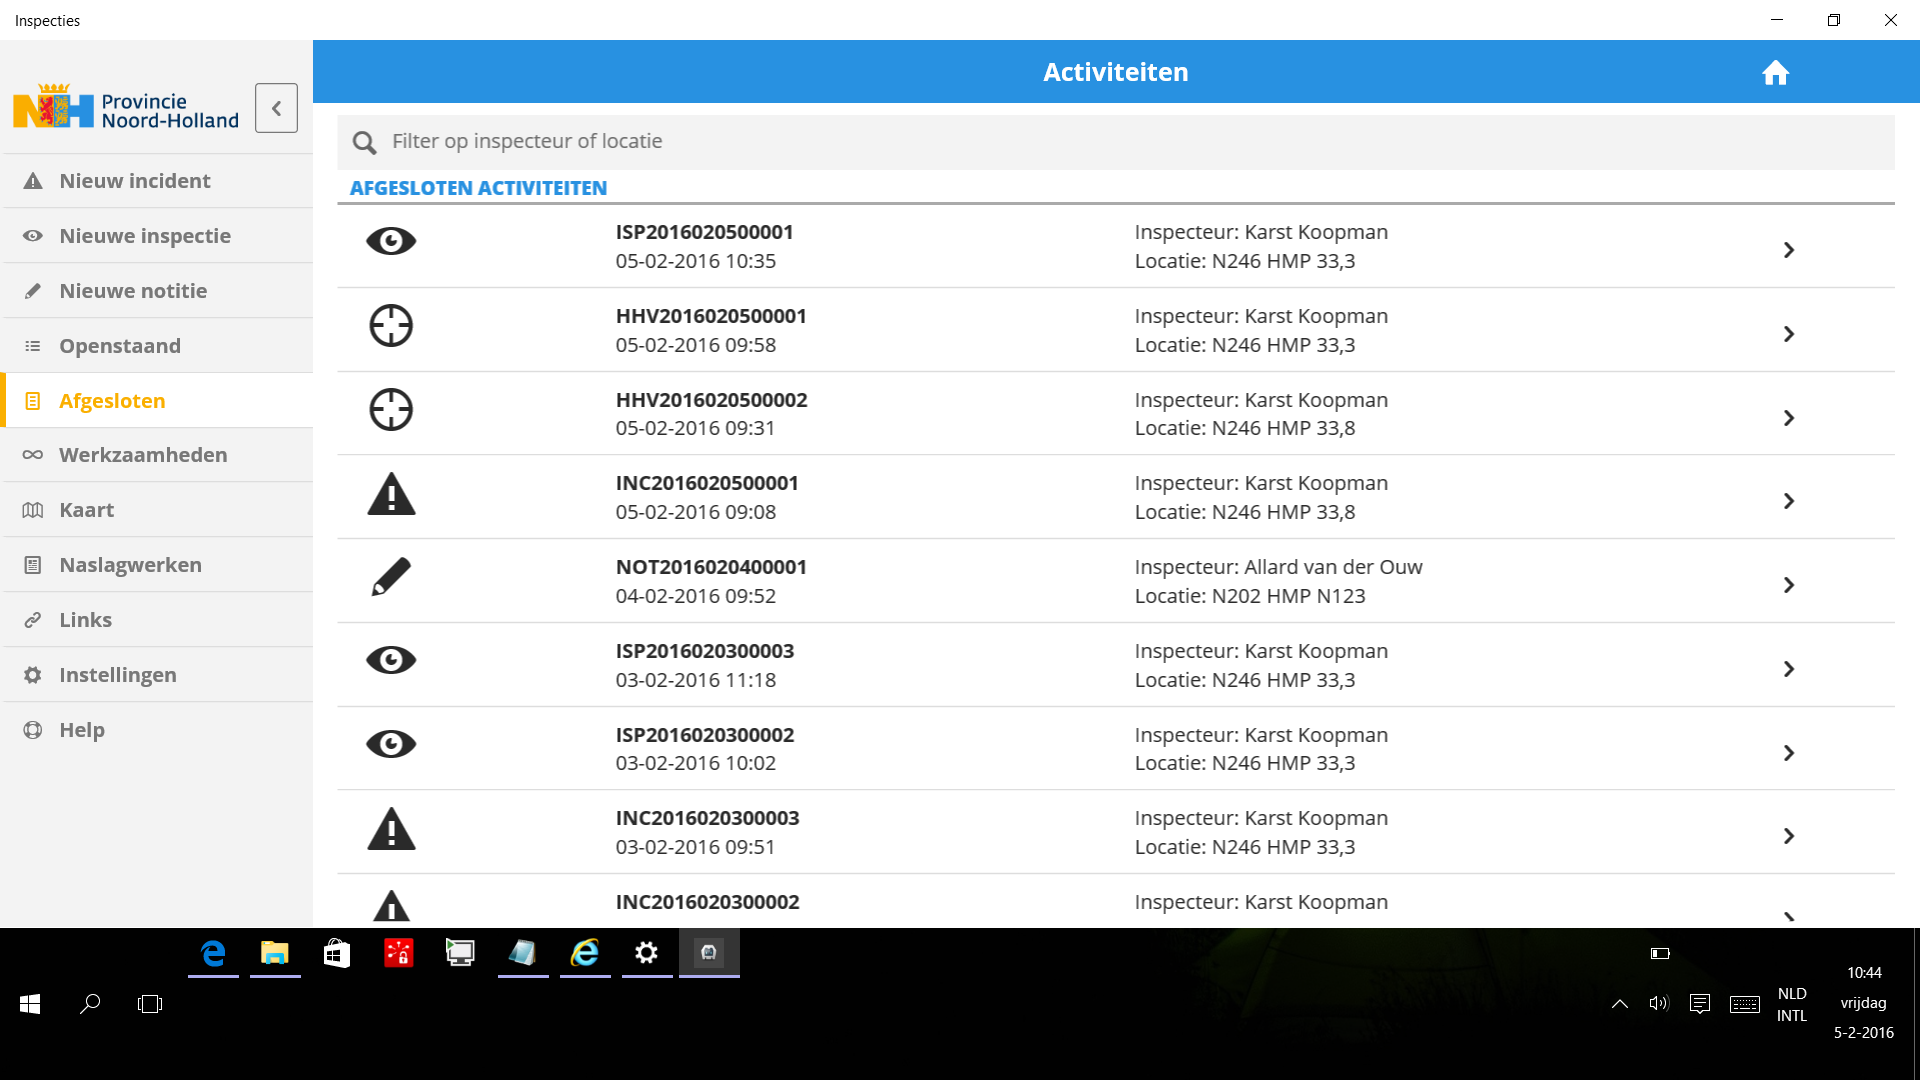 Inspecties
Provincie
Noord-Holland
Activiteiten
Nieuw incident
Nieuwe inspectie
Nieuwe notitie
Openstaand
Afgesloten
Werkzaamheden
Kaart
Naslagwerken
Links
Instellingen
Help
Filter op inspecteur of locatie
AFGESLOTEN ACTIVITEITEN
ISP2016020500001 Inspecteur: Karst Koopman
05-02-2016 10:35 Locatie: N246 HMP 33,3
HHV2016020500001 Inspecteur: Karst Koopman
05-02-2016 09:58 Locatie: N246 HMP 33,3
HHV2016020500002 Inspecteur: Karst Koopman
05-02-2016 09:31 Locatie: N246 HMP 33,8
INC2016020500001 Inspecteur: Karst Koopman
05-02-2016 09:08 Locatie: N246 HMP 33,8
NOT2016020400001 Inspecteur: Allard van der Ouw
04-02-2016 09:52 Locatie: N202 HMP N123
ISP2016020300003 Inspecteur: Karst Koopman
03-02-2016 11:18 Locatie: N246 HMP 33,3
ISP2016020300002 Inspecteur: Karst Koopman
03-02-2016 10:02 Locatie: N246 HMP 33,3
INC2016020300003 Inspecteur: Karst Koopman
03-02-2016 09:51 Locatie: N246 HMP 33,3
INC2016020300002 Inspecteur: Karst Koopman
NLD
INTL
10:44
vrijdag
5-2-2016